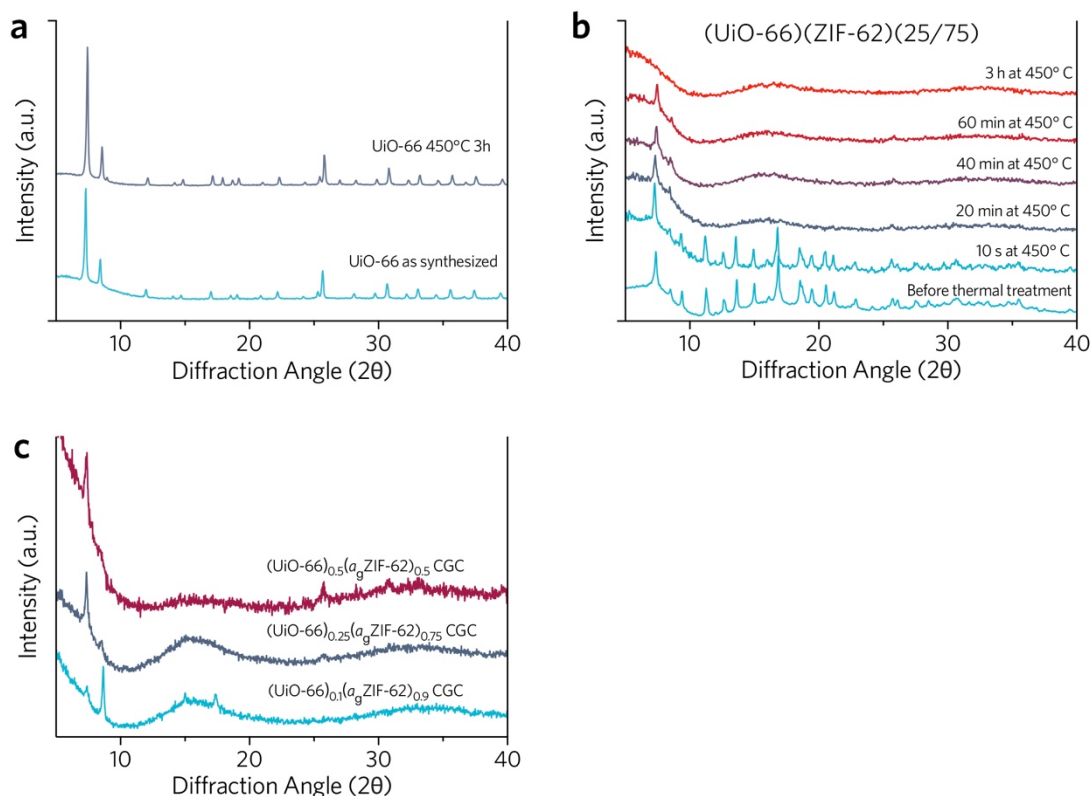 a
Intensity (a.u.)
UiO-66 450°C 3h
UiO-66 as synthesized
10 20 30 40
Diffraction Angle (2θ)
b
(UiO-66)(ZIF-62)(25/75)
Intensity (a.u.)
3 h at 450° C
60 min at 450° C
40 min at 450° C
20 min at 450° C
10 s at 450° C
Before thermal treatment
10 20 30 40
Diffraction Angle (2θ)
c
Intensity (a.u.)
(UiO-66)0.5(agZIF-62)0.5 CGC
(UiO-66)0.25(agZIF-62)0.75 CGC
(UiO-66)0.1(agZIF-62)0.9 CGC
10 20 30 40
Diffraction Angle (2θ)